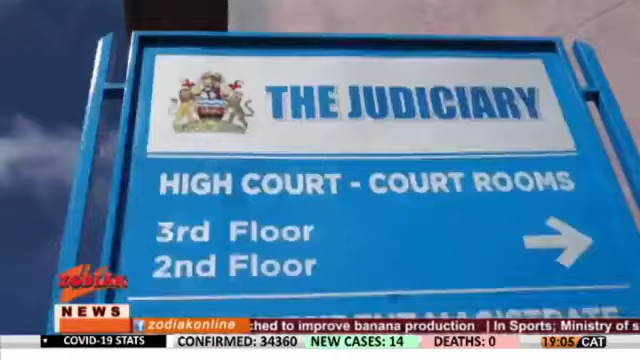 THE JUDICIARY
HIGH COURT - COURT ROOMS
3rd Floor
2nd Floor
ZODIAK
NEWS
zodiakonline
ched to improve banana production | In Sports; Ministry of s
COVID-19 STATS CONFIRMED: 34360 NEW CASES: 14 DEATHS: 0 19:05 CAT